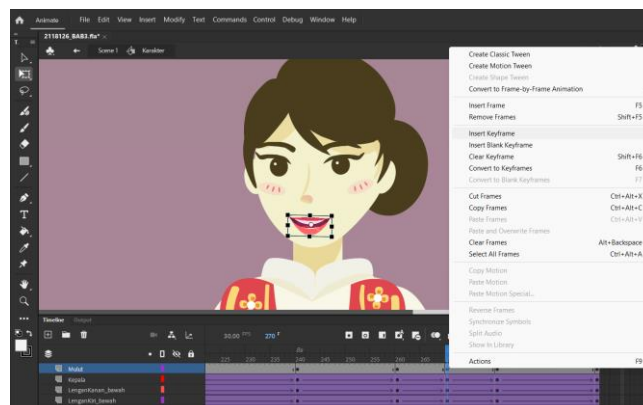 Animate File Edit View Insert Modify Text Commands Control Debug Window Help
2118126_BAB3.fla* ×
Scene 1 Karakter
Create Classic Tween
Create Motion Tween
Create Shape Tween
Convert to Frame-by-Frame Animation
Insert Frame F5
Remove Frames Shift+F5
Insert Keyframe
Insert Blank Keyframe
Clear Keyframe Shift+F6
Convert to Keyframes F6
Convert to Blank Keyframes F7
Cut Frames Ctrl+Alt+X
Copy Frames Ctrl+Alt+C
Paste Frames Ctrl+Alt+V
Paste and Overwrite Frames
Clear Frames Alt+Backspace
Select All Frames Ctrl+Alt+A
Copy Motion
Paste Motion
Paste Motion Special...
Reverse Frames
Synchronize Symbols
Split Audio
Show In Library
Actions F9
Timeline Output
30.00 FPS 270 F
225 230 235 240 245 250 255 260 265
Mulut
Kepala
LenganKanan_bawah
LenganKiri_bawah